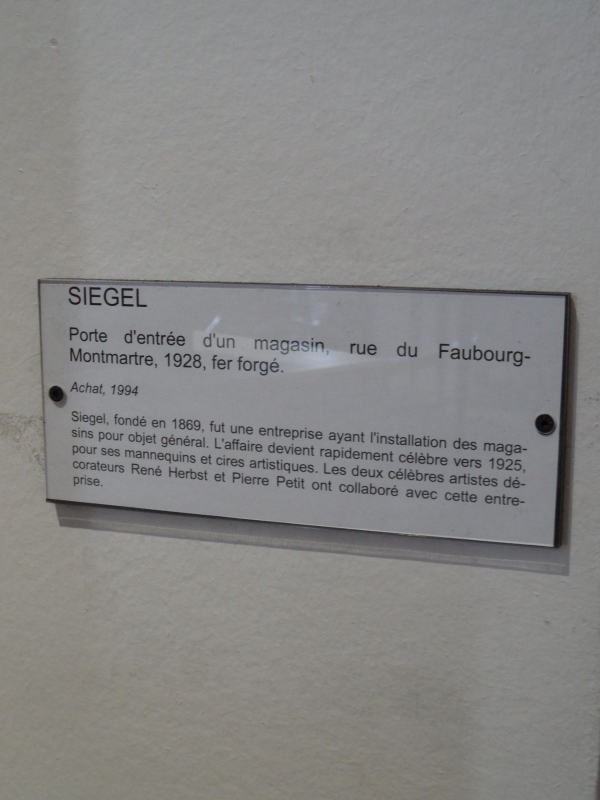 SIEGEL
Porte d'entrée d'un magasin, rue du Faubourg-
Montmartre, 1928, fer forgé.
Achat, 1994
Siegel, fondé en 1869, fut une entreprise ayant l'installation des maga-
sins pour objet général. L'affaire devient rapidement célèbre vers 1925,
pour ses mannequins et cires artistiques. Les deux célèbres artistes dé-
corateurs René Herbst et Pierre Petit ont collaboré avec cette entre-
prise.